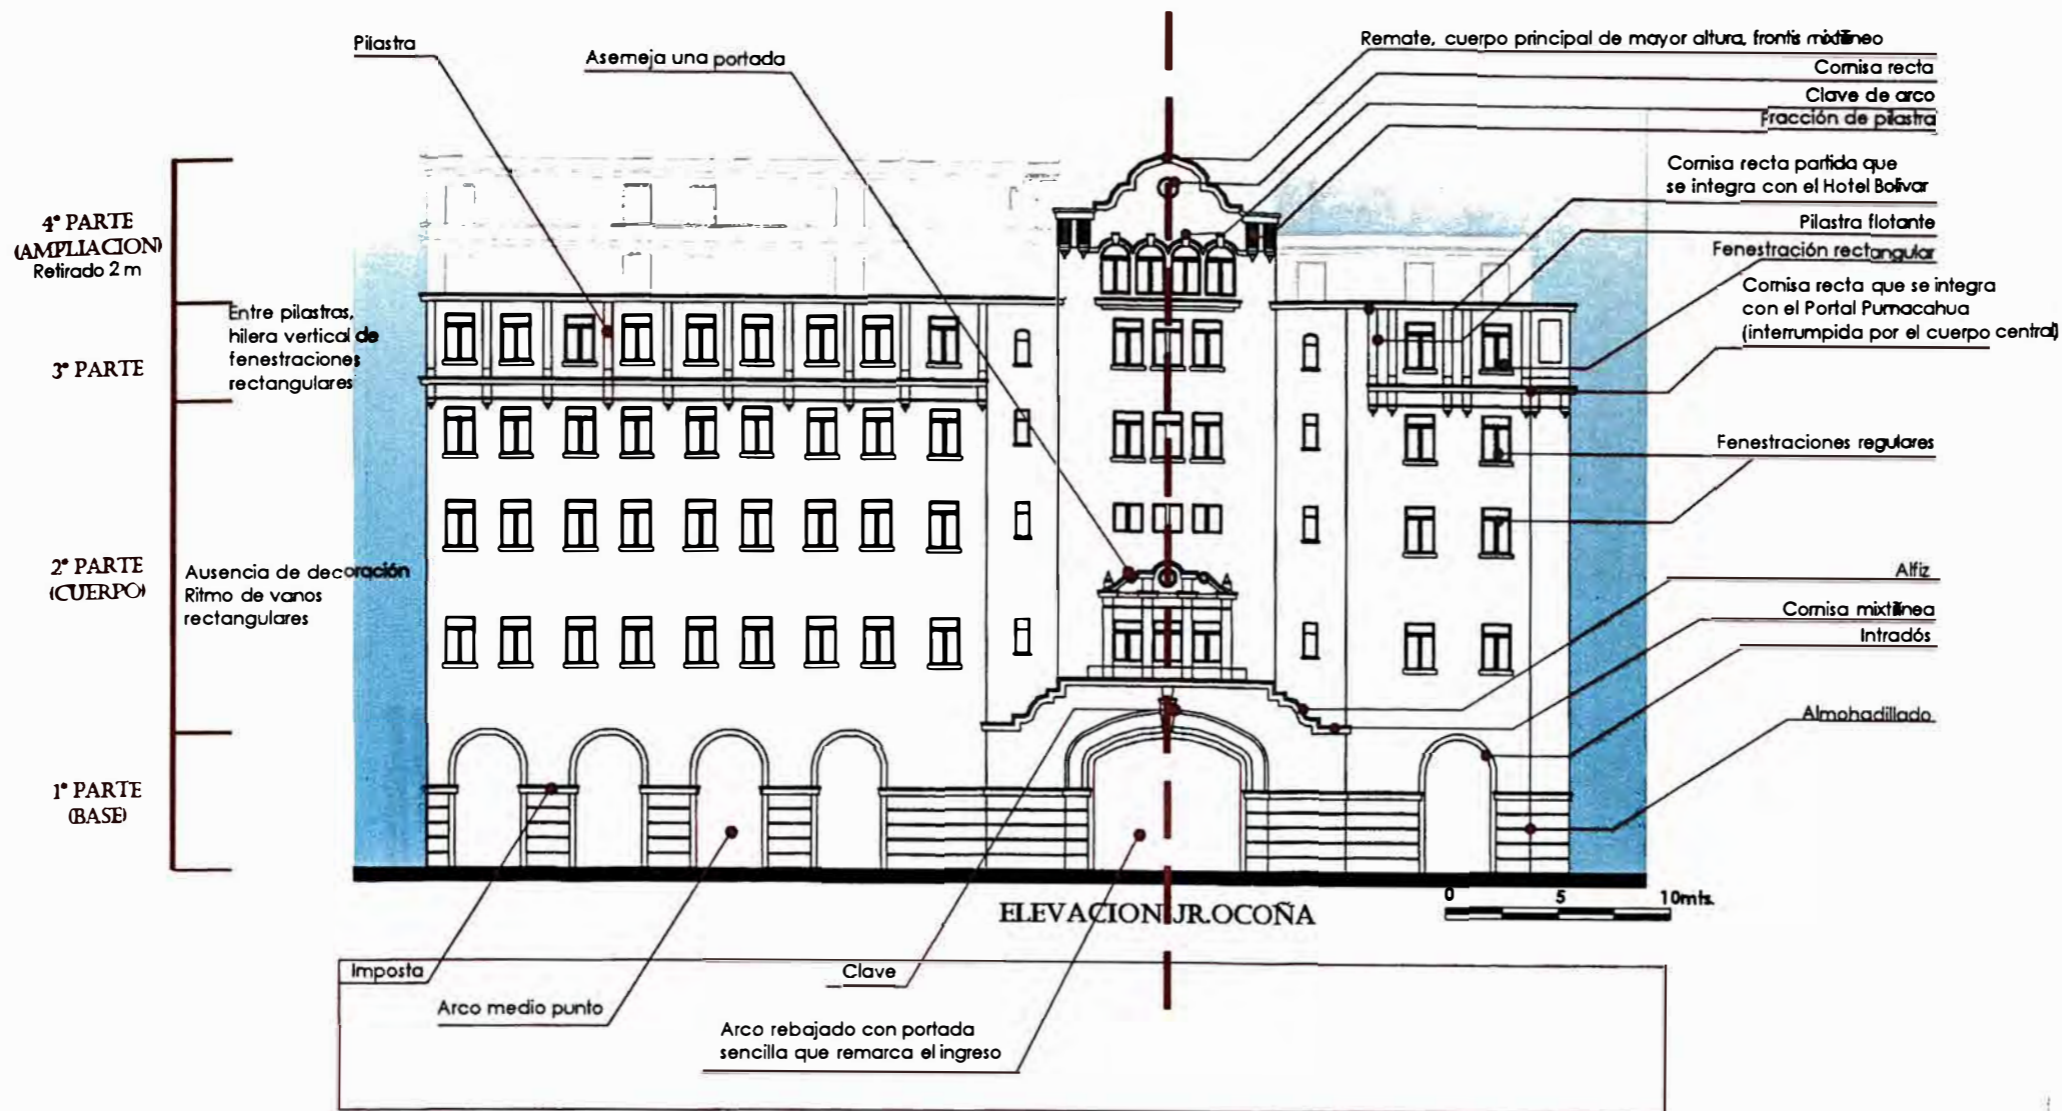 Pilastra
Asemeja una portada
Remate, cuerpo principal de mayor altura, frontis mixtilíneo
Cornisa recta
Clave de arco
Fracción de pilastra
Cornisa recta partida que
se integra con el Hotel Bolivar
Pilastra flotante
Fenestración rectangular
Cornisa recta que se integra
con el Portal Pumacahua
(interrumpida por el cuerpo central)
Fenestraciones regulares
Alfiz
Cornisa mixtilínea
Intradós
Almohadillado
4° PARTE
(AMPLIACION)
Retirado 2 m
Entre pilastras,
hilera vertical de
fenestraciones
rectangulares
3° PARTE
2° PARTE
(CUERPO)
Ausencia de decoración
Ritmo de vanos
rectangulares
1° PARTE
(BASE)
ELEVACION JR.OCOÑA
0 5 10mts.
Imposta
Arco medio punto
Clave
Arco rebajado con portada
sencilla que remarca el ingreso